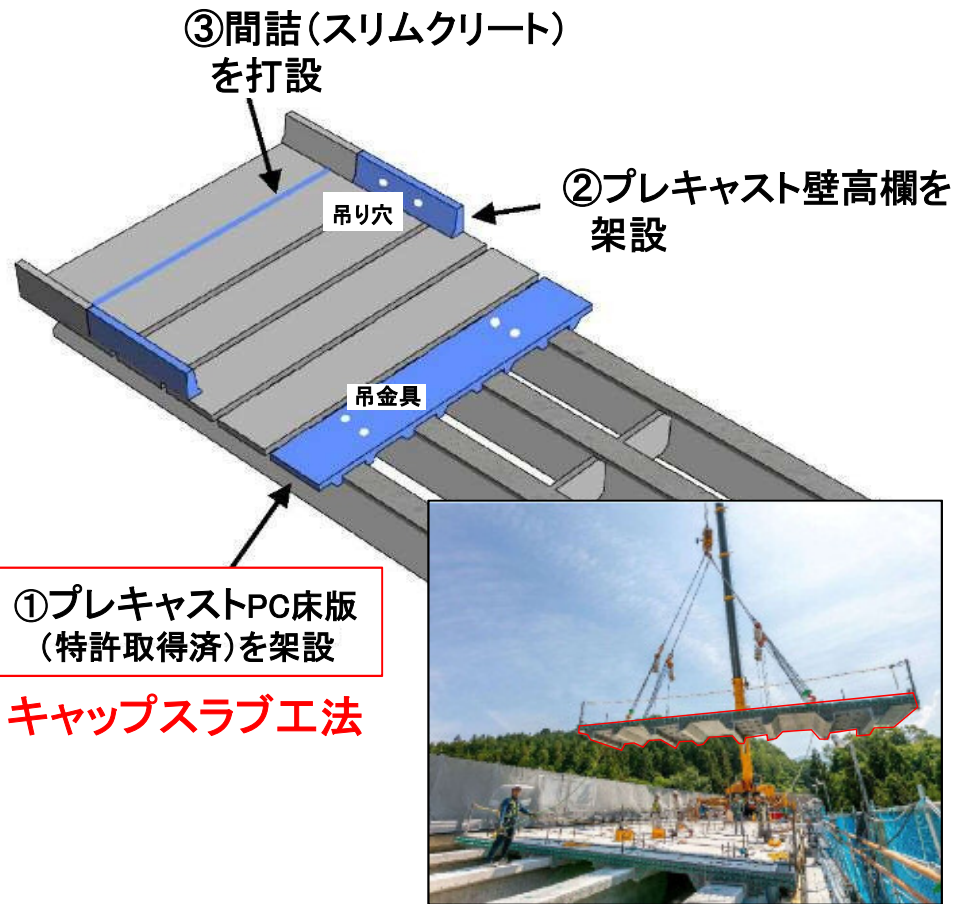 ③間詰(スリムクリート)
を打設
②プレキャスト壁高欄を
架設
吊り穴
吊金具
①プレキャストPC床版
(特許取得済)を架設
キャップスラブ工法